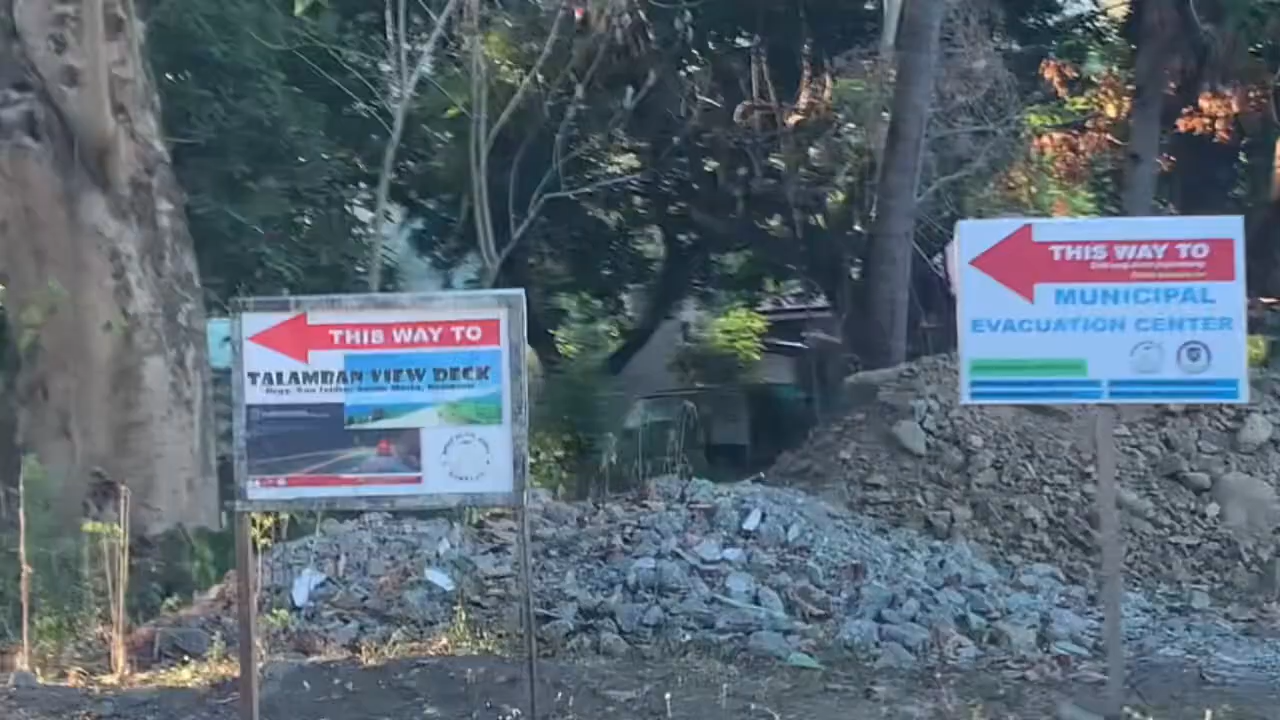 THIS WAY TO
TALAMBAN VIEW DECK
THIS WAY TO
MUNICIPAL
EVACUATION CENTER